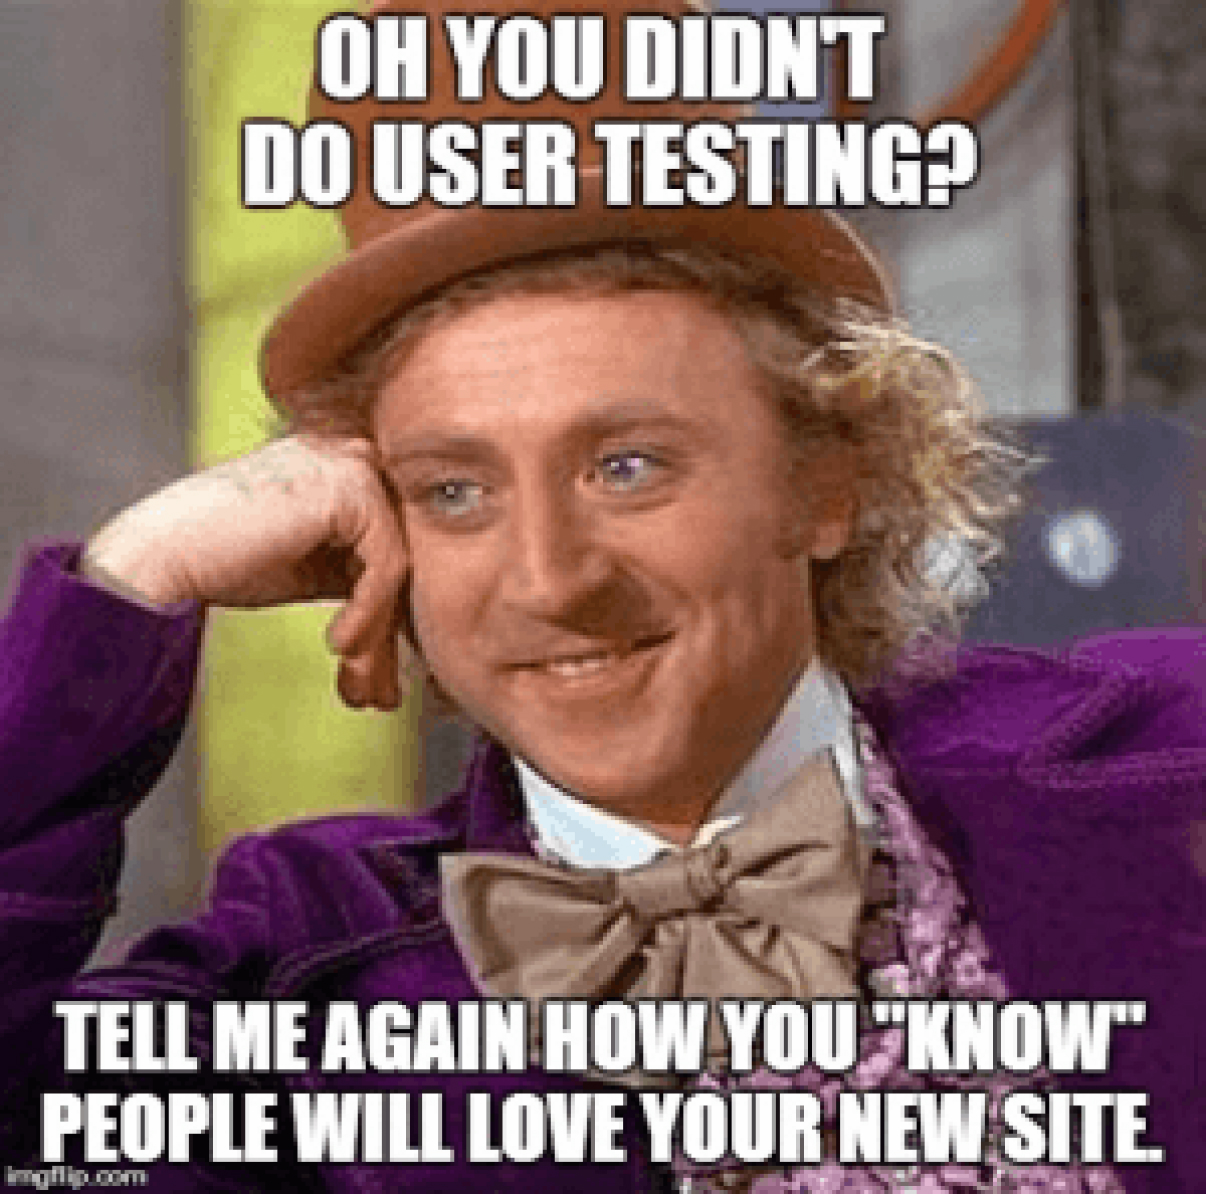 OH YOU DIDN'T
DO USER TESTING?
TELL ME AGAIN HOW YOU "KNOW"
PEOPLE WILL LOVE YOUR NEW SITE.
imgflip.com